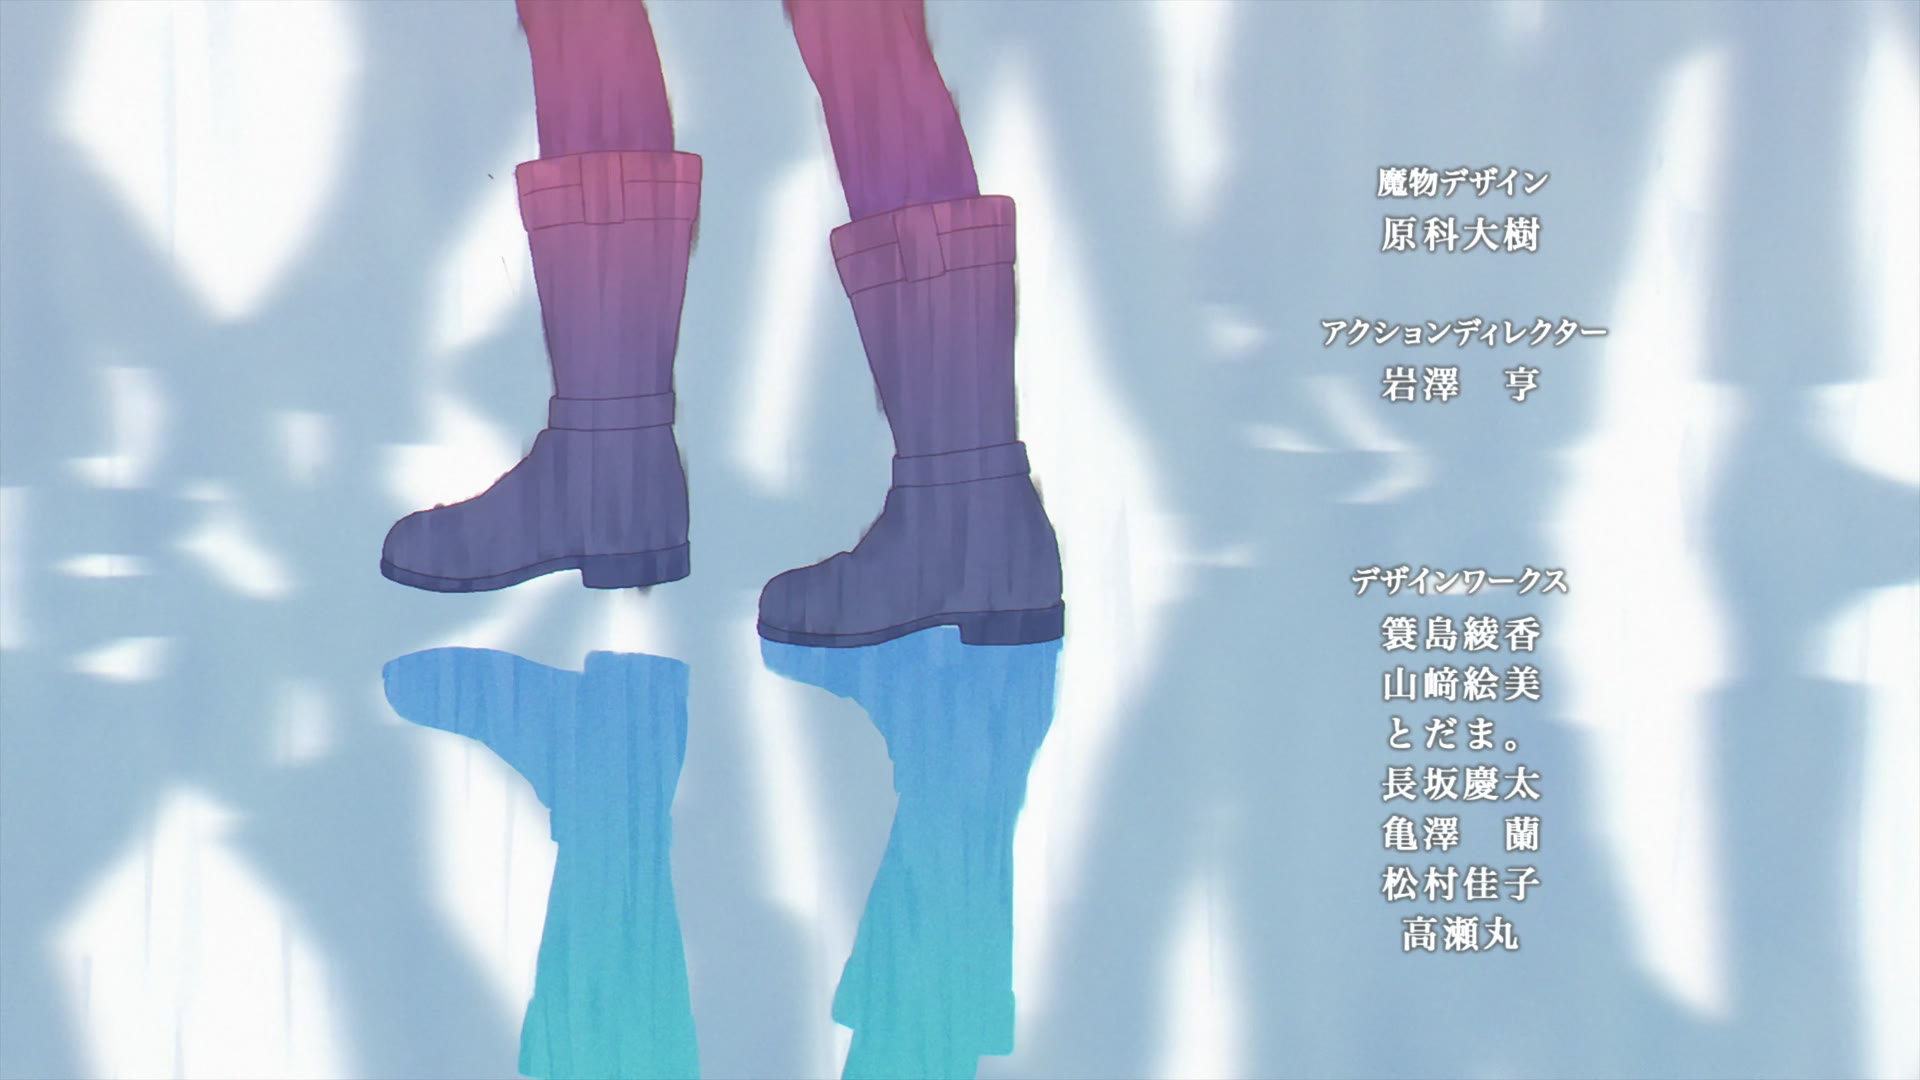 魔物デザイン
原科大樹
アクションディレクター
岩澤　亨
デザインワークス
簑島綾香
山﨑絵美
とだま。
長坂慶太
亀澤　蘭
松村佳子
高瀬丸